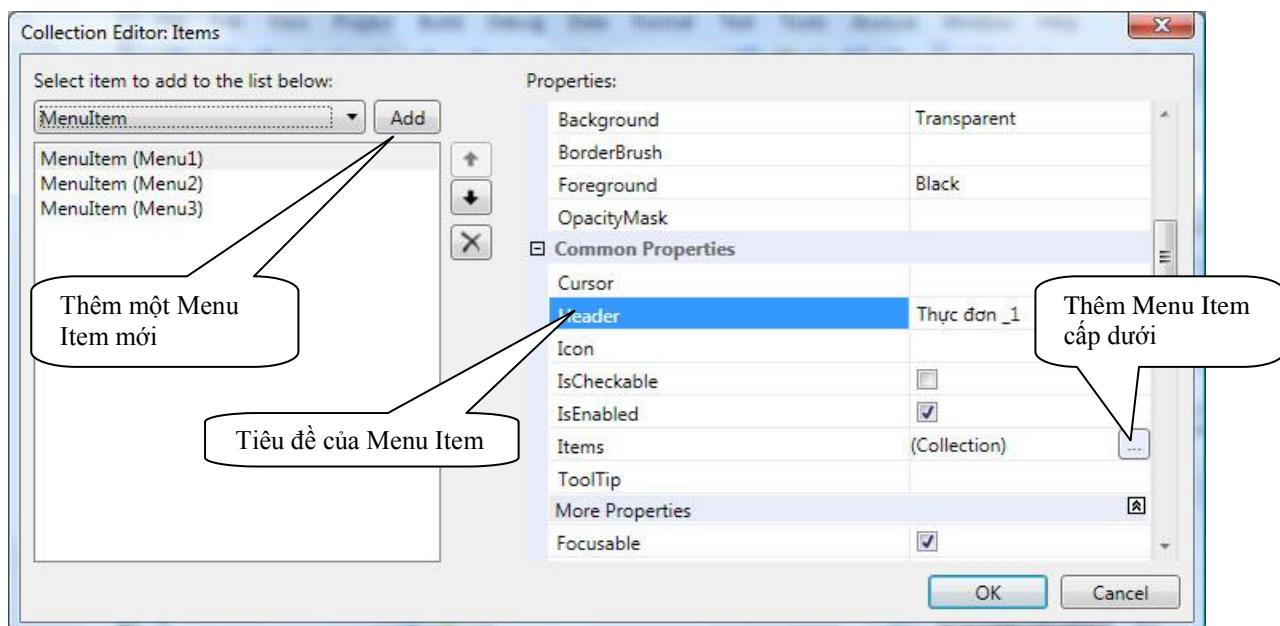 Collection Editor: Items
Select item to add to the list below:
MenuItem
Add
MenuItem (Menu1)
MenuItem (Menu2)
MenuItem (Menu3)
Thêm một Menu
Item mới
Properties:
Background Transparent
BorderBrush
Foreground Black
OpacityMask
Common Properties
Cursor
Header Thực đơn _1
Icon
IsCheckable
IsEnabled
Items (Collection) ...
ToolTip
More Properties
Focusable
Thêm Menu Item
cấp dưới
Tiêu đề của Menu Item
OK
Cancel